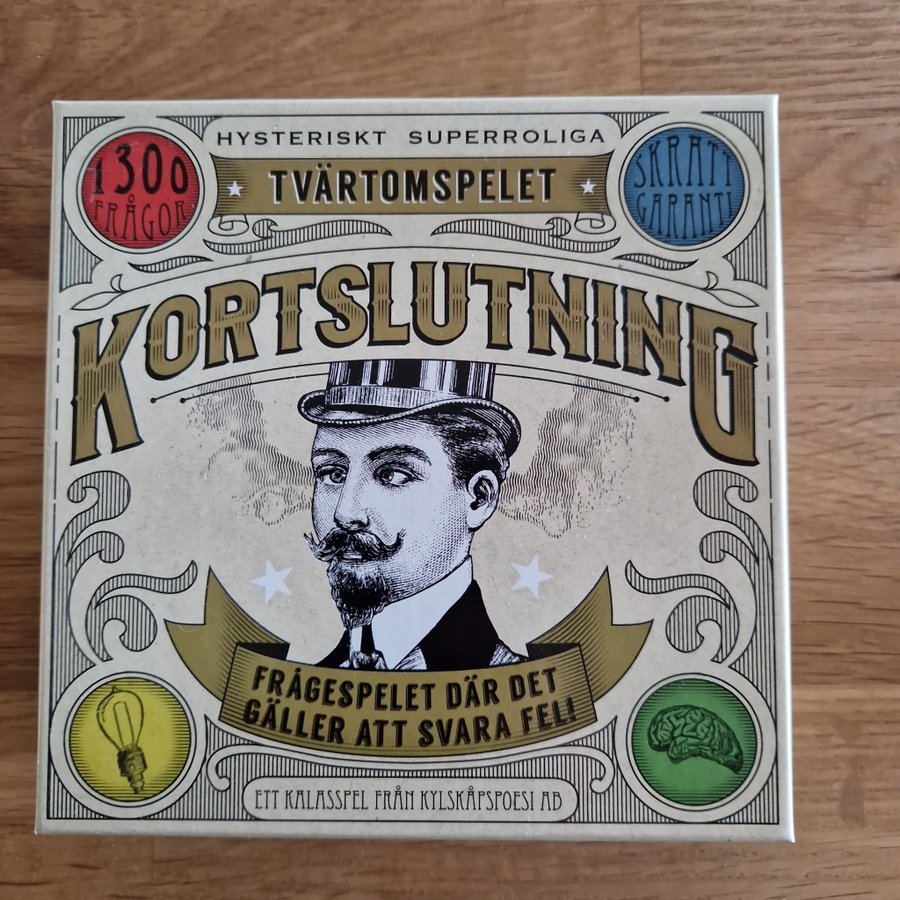 1300
FRÅGOR
HYSTERISKT SUPERROLIGA
TVÄRTOMSPELET
SKRATT
GARANTI
KORTSLUTNING
FRÅGESPELET DÄR DET
GÄLLER ATT SVARA FEL!
ETT KALASSPEL FRÅN KYLSKÅPSPOESI AB